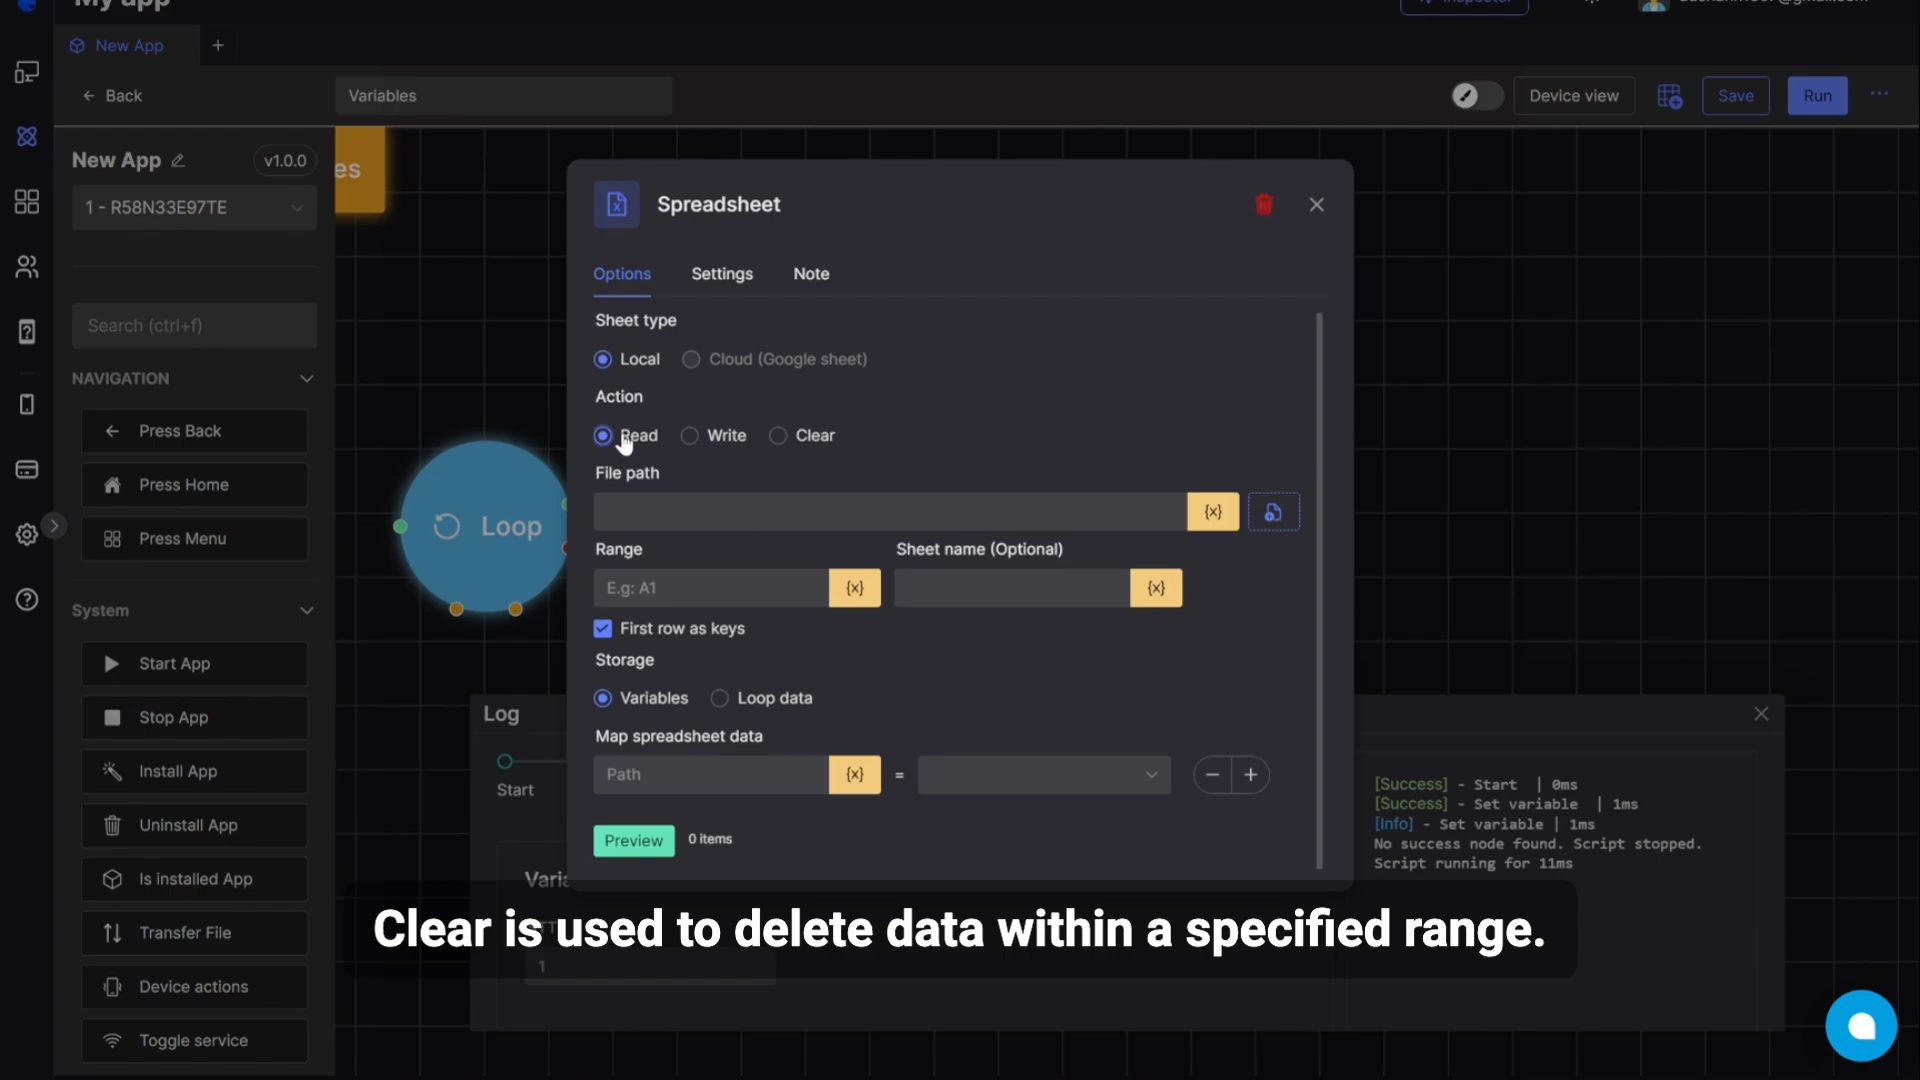 My app
New App
+
Back
Variables
Device view
Save
Run
New App
v1.0.0
1 - R58N33E97TE
Search (ctrl+f)
NAVIGATION
Press Back
Press Home
Press Menu
System
Start App
Stop App
Install App
Uninstall App
Is installed App
Transfer File
Device actions
Toggle service
es
Loop
Spreadsheet
Options
Settings
Note
Sheet type
Local
Cloud (Google sheet)
Action
Read
Write
Clear
File path
{x}
Range
Sheet name (Optional)
E.g: A1
{x}
{x}
First row as keys
Storage
Variables
Loop data
Map spreadsheet data
Path
{x}
=
Preview
0 items
Log
Start
Varia
1
[Success] - Start | 0ms
[Success] - Set variable | 1ms
[Info] - Set variable | 1ms
No success node found. Script stopped.
Script running for 11ms
Clear is used to delete data within a specified range.